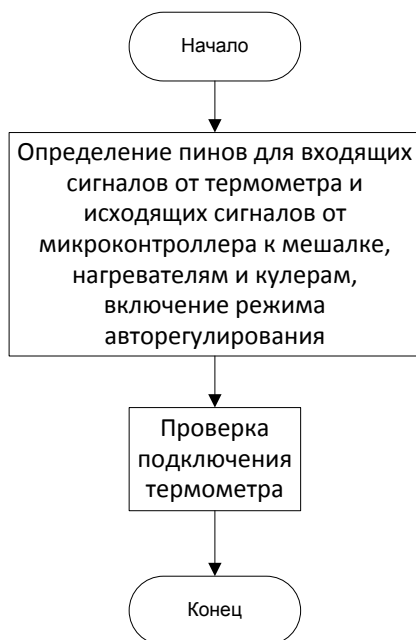 Начало
Определение пинов для входящих
сигналов от термометра и
исходящих сигналов от
микроконтроллера к мешалке,
нагревателям и кулерам,
включение режима
авторегулирования
Проверка
подключения
термометра
Конец